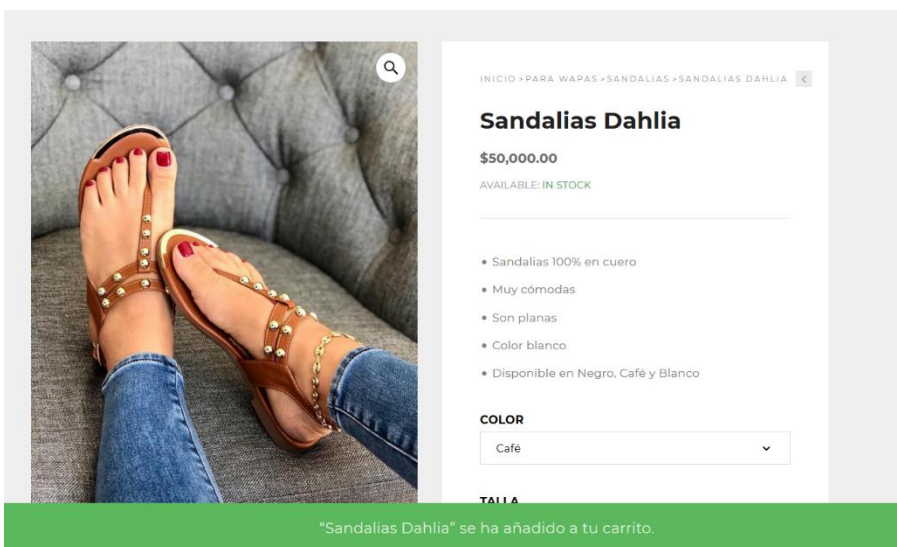 INICIO > PARA WAPAS > SANDALIAS > SANDALIAS DAHLIA <
Sandalias Dahlia
$50,000.00
AVAILABLE: IN STOCK
• Sandalias 100% en cuero
• Muy cómodas
• Son planas
• Color blanco
• Disponible en Negro, Café y Blanco
COLOR
Café
TALLA
“Sandalias Dahlia” se ha añadido a tu carrito.